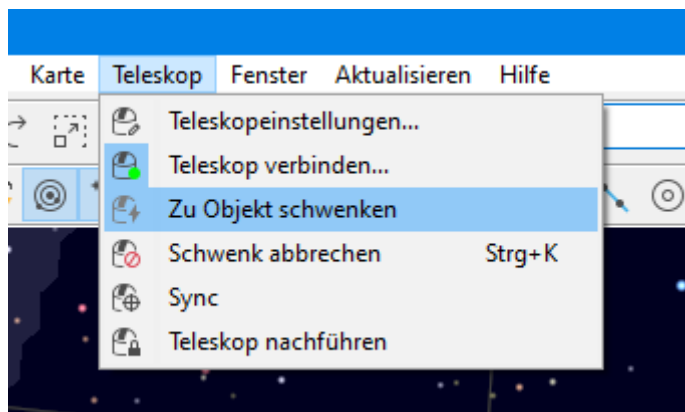 Karte Teleskop Fenster Aktualisieren Hilfe
Teleskopeinstellungen...
Teleskop verbinden...
Zu Objekt schwenken
Schwenk abbrechen Strg+K
Sync
Teleskop nachführen